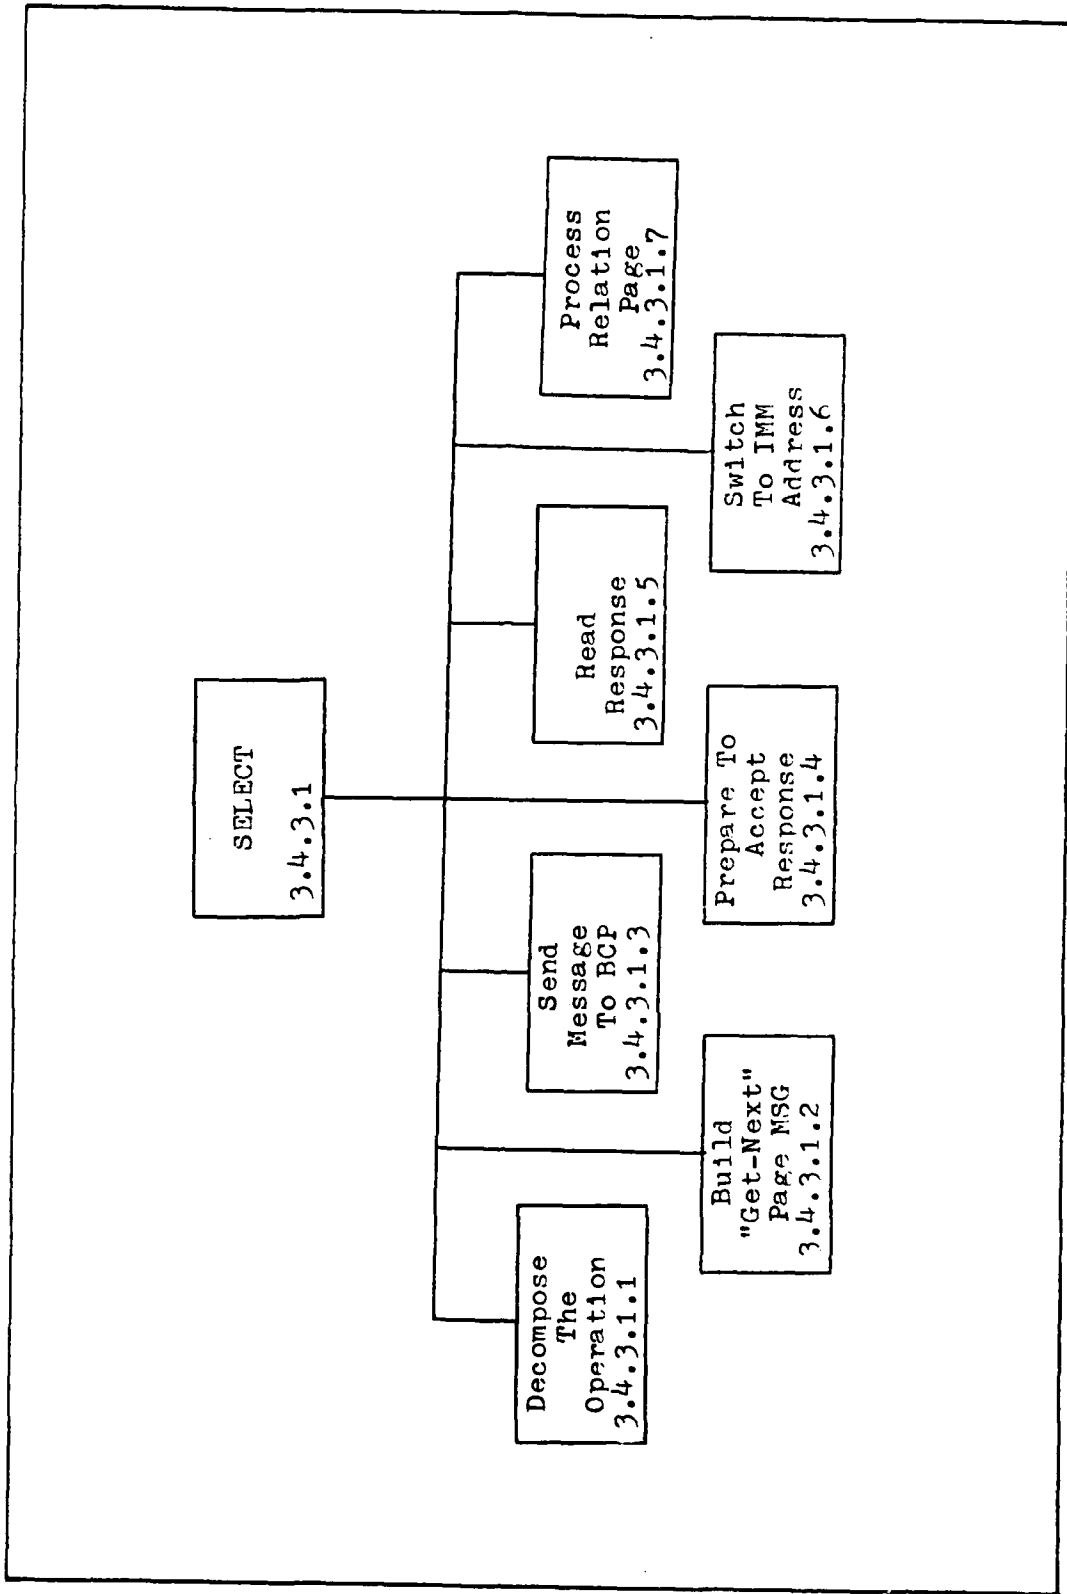 SELECT
3.4.3.1
Decompose
The
Operation
3.4.3.1.1
Build
"Get-Next"
Page MSG
3.4.3.1.2
Send
Message
To BCP
3.4.3.1.3
Prepare To
Accept
Response
3.4.3.1.4
Read
Response
3.4.3.1.5
Switch
To IMM
Address
3.4.3.1.6
Process
Relation
Page
3.4.3.1.7